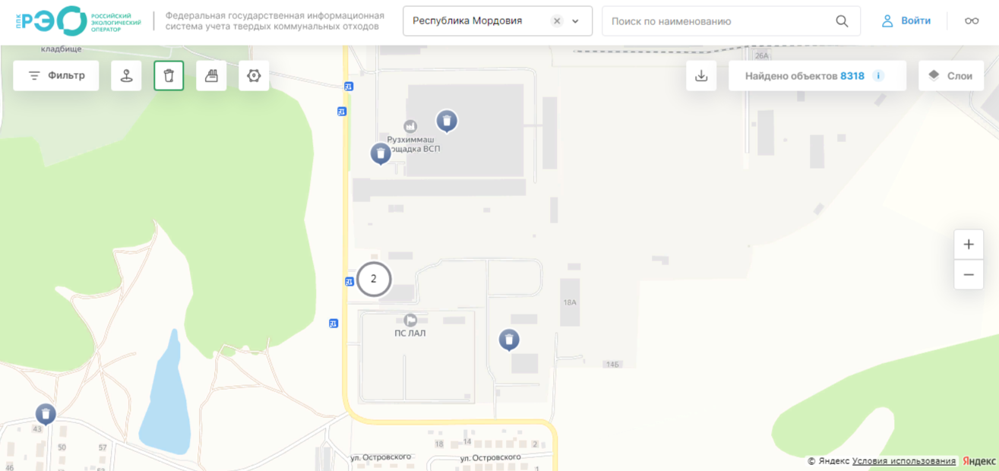 ППК РЭО РОССИЙСКИЙ
ЭКОЛОГИЧЕСКИЙ
ОПЕРАТОР
Федеральная государственная информационная
система учета твердых коммунальных отходов
Республика Мордовия
Поиск по наименованию
Войти
кладбище
Фильтр
26А
Найдено объектов 8318 i
Слои
Рузхиммаш
ВСП
2
18А
ПС ЛАЛ
14Б
43
50
57
46
18
14
2
ул. Островского
ул. Островского
1
© Яндекс Условия использования Яндекс